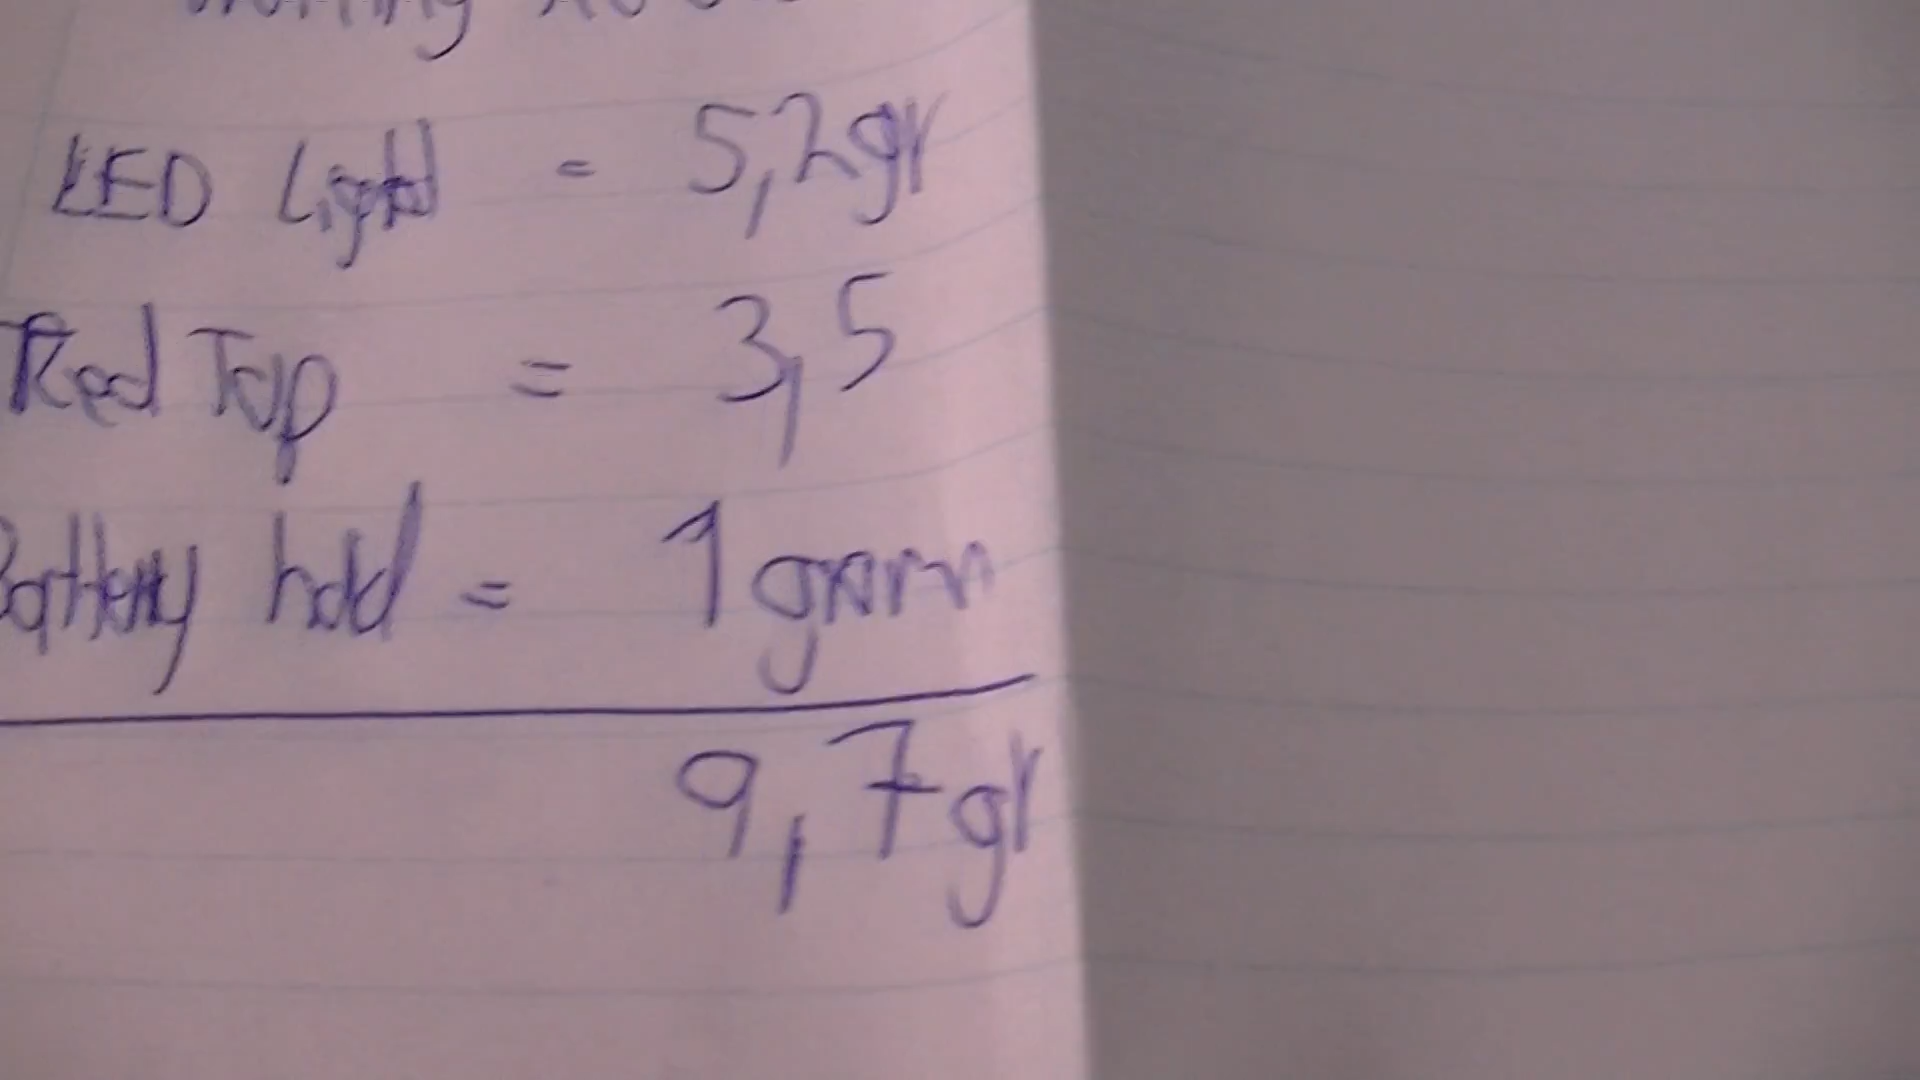 LED Light = 5,2gr
Red Top = 3,5
Battery hold = 1 gram
9,7gr